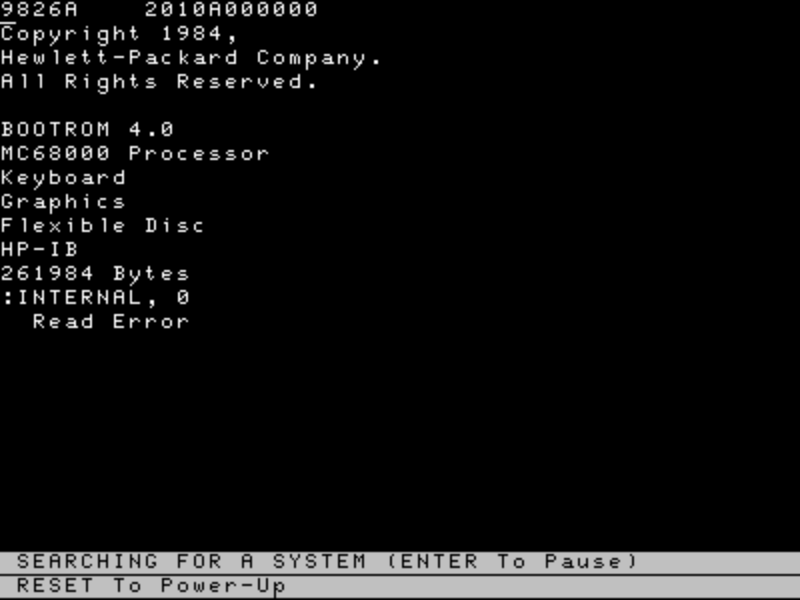 9826A    2010A000000
Copyright 1984,
Hewlett-Packard Company.
All Rights Reserved.
BOOTROM 4.0
MC68000 Processor
Keyboard
Graphics
Flexible Disc
HP-IB
261984 Bytes
:INTERNAL, 0
  Read Error
SEARCHING FOR A SYSTEM (ENTER To Pause)
RESET To Power-Up